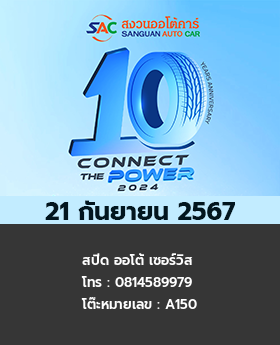 SAC สงวนออโต้คาร์
SANGUAN AUTO CAR
10
YEARS ANNIVERSARY
CONNECT
THE POWER
2024
21 กันยายน 2567
สปีด ออโต้ เซอร์วิส
โทร : 0814589979
โต๊ะหมายเลข : A150